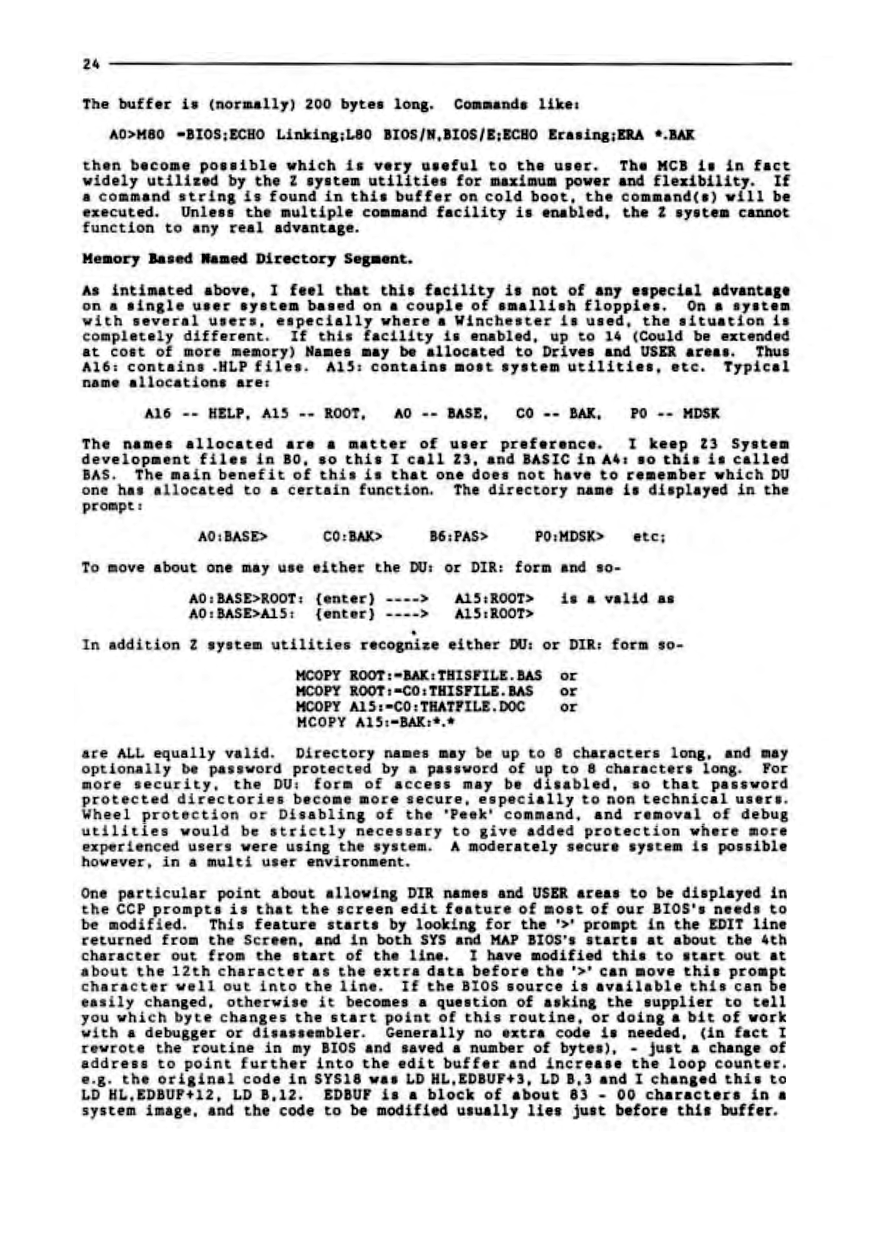 24
The buffer is (normally) 200 bytes long. Commands like:
A0>M80 =BIOS;ECHO Linking;L80 BIOS/N,BIOS/E;ECHO Erasing;ERA *.BAK
then become possible which is very useful to the user. The MCB is in fact
widely utilized by the Z system utilities for maximum power and flexibility. If
a command string is found in this buffer on cold boot, the command(s) will be
executed. Unless the multiple command facility is enabled, the Z system cannot
function to any real advantage.
Memory Based Named Directory Segment.
As intimated above, I feel that this facility is not of any especial advantage
on a single user system based on a couple of smallish floppies. On a system
with several users, especially where a Winchester is used, the situation is
completely different. If this facility is enabled, up to 14 (Could be extended
at cost of more memory) Names may be allocated to Drives and USER areas. Thus
A16: contains .HLP files. A15: contains most system utilities, etc. Typical
name allocations are:
A16 -- HELP, A15 -- ROOT, A0 -- BASE, C0 -- BAK, P0 -- MDSK
The names allocated are a matter of user preference. I keep Z3 System
development files in B0, so this I call Z3, and BASIC in A4: so this is called
BAS. The main benefit of this is that one does not have to remember which DU
one has allocated to a certain function. The directory name is displayed in the
prompt:
A0:BASE> C0:BAK> B6:PAS> P0:MDSK> etc;
To move about one may use either the DU: or DIR: form and so-
A0:BASE>ROOT: {enter} ----> A15:ROOT> is a valid as
A0:BASE>A15: {enter} ----> A15:ROOT>
In addition Z system utilities recognize either DU: or DIR: form so-
MCOPY ROOT:=BAK:THISFILE.BAS or
MCOPY ROOT:=C0:THISFILE.BAS or
MCOPY A15:=C0:THATFILE.DOC or
MCOPY A15:=BAK:*.*
are ALL equally valid. Directory names may be up to 8 characters long, and may
optionally be password protected by a password of up to 8 characters long. For
more security, the DU: form of access may be disabled, so that password
protected directories become more secure, especially to non technical users.
Wheel protection or Disabling of the 'Peek' command, and removal of debug
utilities would be strictly necessary to give added protection where more
experienced users were using the system. A moderately secure system is possible
however, in a multi user environment.
One particular point about allowing DIR names and USER areas to be displayed in
the CCP prompts is that the screen edit feature of most of our BIOS's needs to
be modified. This feature starts by looking for the '>' prompt in the EDIT line
returned from the Screen, and in both SYS and MAP BIOS's starts at about the 4th
character out from the start of the line. I have modified this to start out at
about the 12th character as the extra data before the '>' can move this prompt
character well out into the line. If the BIOS source is available this can be
easily changed, otherwise it becomes a question of asking the supplier to tell
you which byte changes the start point of this routine, or doing a bit of work
with a debugger or disassembler. Generally no extra code is needed, (in fact I
rewrote the routine in my BIOS and saved a number of bytes), - just a change of
address to point further into the edit buffer and increase the loop counter.
e.g. the original code in SYS18 was LD HL,EDBUF+3, LD B,3 and I changed this to
LD HL,EDBUF+12, LD B,12. EDBUF is a block of about 83 - 00 characters in a
system image, and the code to be modified usually lies just before this buffer.